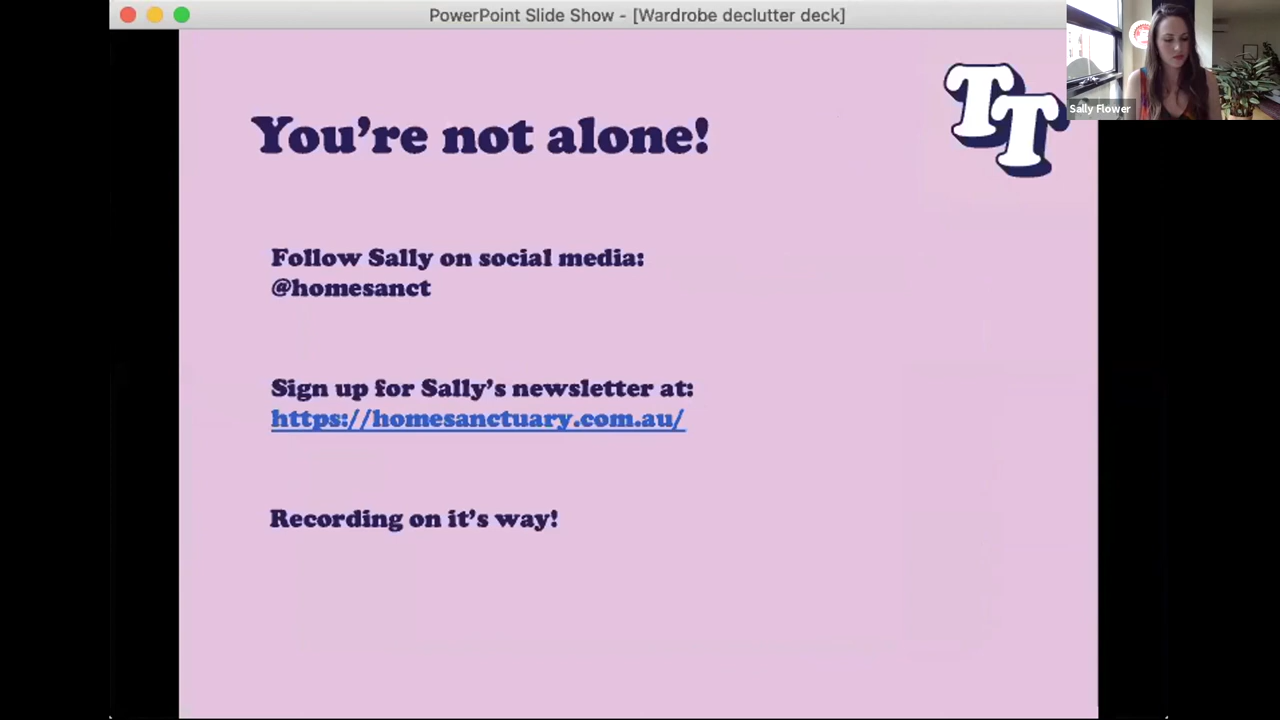 PowerPoint Slide Show - [Wardrobe declutter deck]
TT
Sally Flower
You're not alone!
Follow Sally on social media:
@homesanct
Sign up for Sally's newsletter at:
https://homesanctuary.com.au/
Recording on it's way!